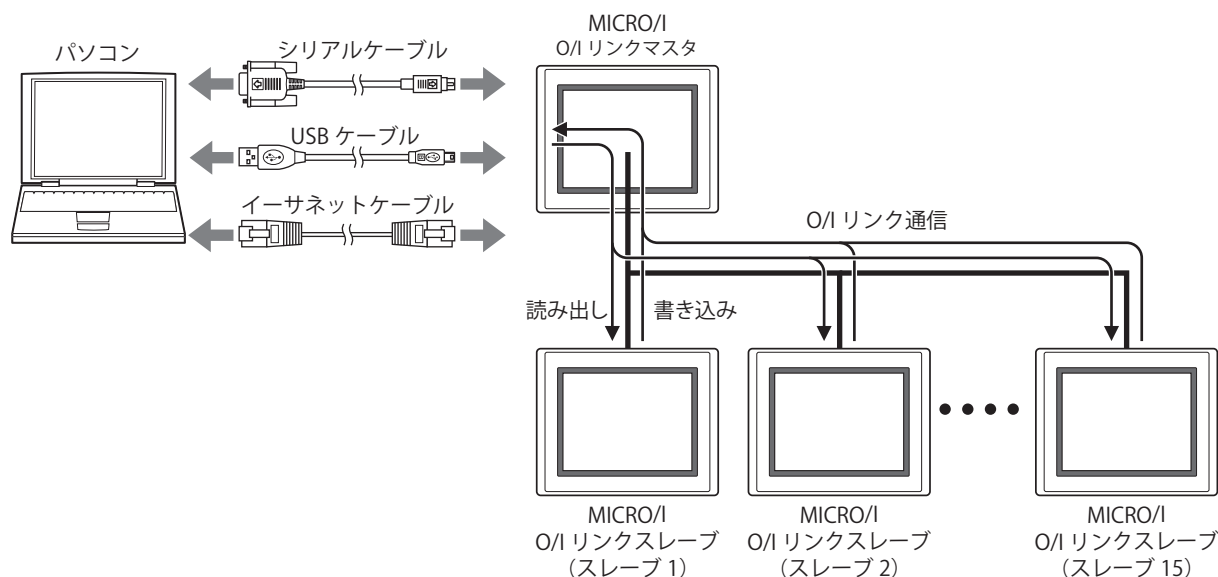 MICRO/I
O/I リンクマスタ
パソコン
シリアルケーブル
USB ケーブル
イーサネットケーブル
O/I リンク通信
読み出し
書き込み
MICRO/I
O/I リンクスレーブ
（スレーブ 1）
MICRO/I
O/I リンクスレーブ
（スレーブ 2）
MICRO/I
O/I リンクスレーブ
（スレーブ 15）